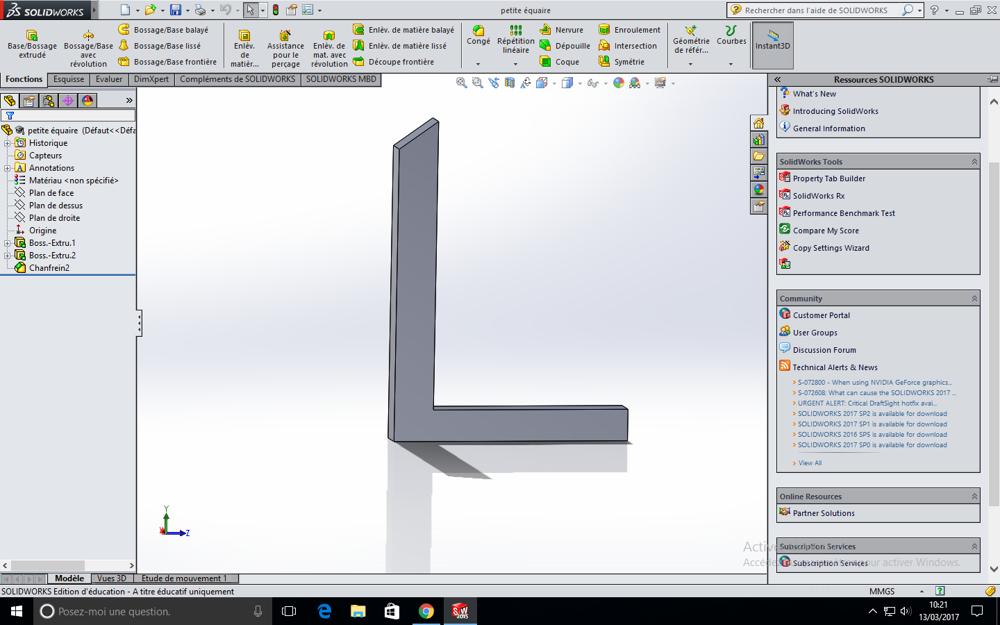 SOLIDWORKS
petite équaire
Rechercher dans l'aide de SOLIDWORKS
Base/Bossage
extrudé
Bossage/Base
avec
révolution
Bossage/Base balayé
Bossage/Base lissé
Bossage/Base frontière
Enlèv.
de
matièr...
Assistance
pour le
perçage
Enlèv. de
mat. avec
révolution
Enlèv. de matière balayé
Enlèv. de matière lissé
Découpe frontière
Congé
Répétition
linéaire
Nervure
Dépouille
Coque
Enroulement
Intersection
Symétrie
Géométrie
de référ...
Courbes
Instant3D
Fonctions
Esquisse
Evaluer
DimXpert
Compléments de SOLIDWORKS
SOLIDWORKS MBD
petite équaire (Défaut<<Défa
Historique
Capteurs
Annotations
Matériau <non spécifié>
Plan de face
Plan de dessus
Plan de droite
Origine
Boss.-Extru.1
Boss.-Extru.2
Chanfrein2
Y
Z
Ressources SOLIDWORKS
What's New
Introducing SolidWorks
General Information
SolidWorks Tools
Property Tab Builder
SolidWorks Rx
Performance Benchmark Test
Compare My Score
Copy Settings Wizard
Community
Customer Portal
User Groups
Discussion Forum
Technical Alerts & News
S-072800 - When using NVIDIA GeForce graphics...
S-072608: What can cause the SOLIDWORKS 2017 ...
URGENT ALERT: Critical DraftSight hotfix avai...
SOLIDWORKS 2017 SP2 is available for download
SOLIDWORKS 2017 SP1 is available for download
SOLIDWORKS 2016 SP5 is available for download
SOLIDWORKS 2017 SP0 is available for download
View All
Online Resources
Partner Solutions
Subscription Services
Subscription Services
pour activer Windows.
Modèle
Vues 3D
Etude de mouvement 1
SOLIDWORKS Edition d'éducation - A titre éducatif uniquement
MMGS
Posez-moi une question.
SW
2015
10:21
13/03/2017